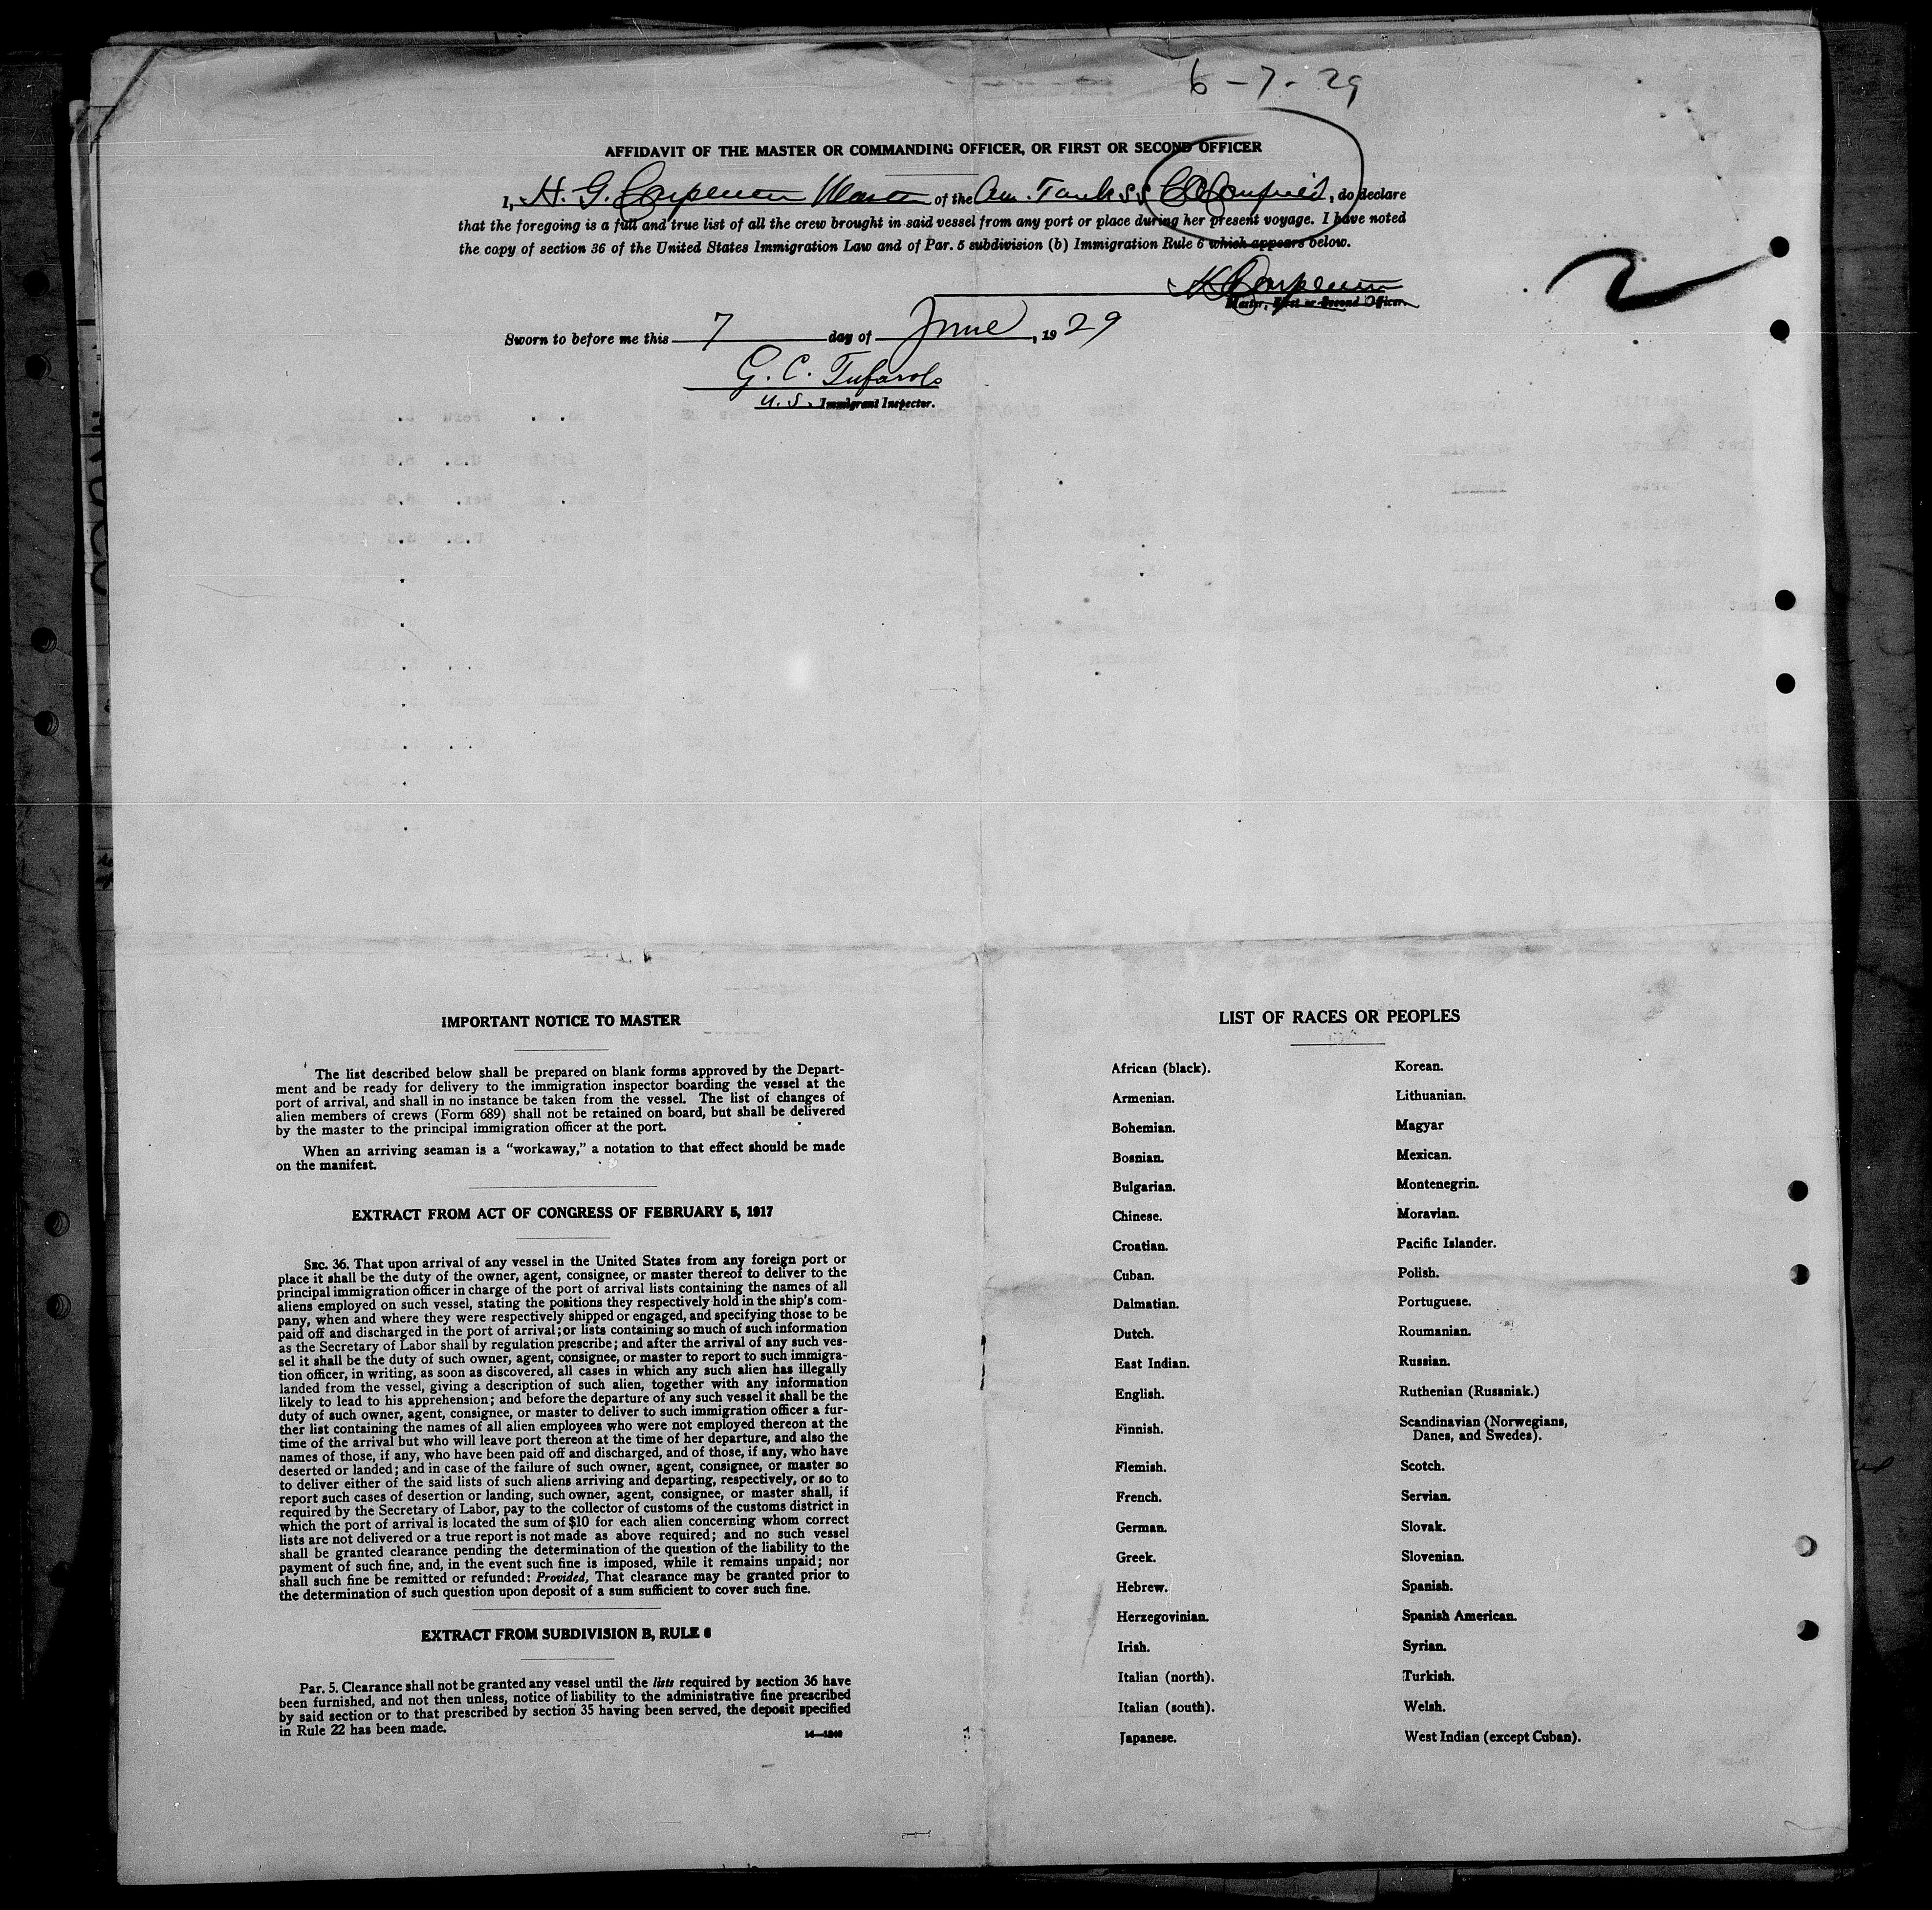 6-7-29
AFFIDAVIT OF THE MASTER OR COMMANDING OFFICER, OR FIRST OR SECOND OFFICER
I, H. G. Carpenter Master of the Am. Tank SS C A Canfield, do declare
that the foregoing is a full and true list of all the crew brought in said vessel from any port or place during her present voyage. I have noted
the copy of section 36 of the United States Immigration Law and of Par. 5 subdivision (b) Immigration Rule 6 which appears below.
H G Carpenter
Master, First or Second Officer.
2
Sworn to before me this 7 day of June, 1929
G. C. Tufarolo
U.S. Immigrant Inspector.
IMPORTANT NOTICE TO MASTER
The list described below shall be prepared on blank forms approved by the Depart-
ment and be ready for delivery to the immigration inspector boarding the vessel at the
port of arrival, and shall in no instance be taken from the vessel. The list of changes of
alien members of crews (Form 689) shall not be retained on board, but shall be delivered
by the master to the principal immigration officer at the port.
When an arriving seaman is a "workaway," a notation to that effect should be made
on the manifest.
EXTRACT FROM ACT OF CONGRESS OF FEBRUARY 5, 1917
SEC. 36. That upon arrival of any vessel in the United States from any foreign port or
place it shall be the duty of the owner, agent, consignee, or master thereof to deliver to the
principal immigration officer in charge of the port of arrival lists containing the names of all
aliens employed on such vessel, stating the positions they respectively hold in the ship's com-
pany, when and where they were respectively shipped or engaged, and specifying those to be
paid off and discharged in the port of arrival; or lists containing so much of such information
as the Secretary of Labor shall by regulation prescribe; and after the arrival of any such ves-
sel it shall be the duty of such owner, agent, consignee, or master to report to such immigra-
tion officer, in writing, as soon as discovered, all cases in which any such alien has illegally
landed from the vessel, giving a description of such alien, together with any information
likely to lead to his apprehension; and before the departure of any such vessel it shall be the
duty of such owner, agent, consignee, or master to deliver to such immigration officer a fur-
ther list containing the names of all alien employees who were not employed thereon at the
time of the arrival but who will leave port thereon at the time of her departure, and also the
names of those, if any, who have been paid off and discharged, and of those, if any, who have
deserted or landed; and in case of the failure of such owner, agent, consignee, or master so
to deliver either of the said lists of such aliens arriving and departing, respectively, or so to
report such cases of desertion or landing, such owner, agent, consignee, or master shall, if
required by the Secretary of Labor, pay to the collector of customs of the customs district in
which the port of arrival is located the sum of $10 for each alien concerning whom correct
lists are not delivered or a true report is not made as above required; and no such vessel
shall be granted clearance pending the determination of the question of the liability to the
payment of such fine, and, in the event such fine is imposed, while it remains unpaid; nor
shall such fine be remitted or refunded: Provided, That clearance may be granted prior to
the determination of such question upon deposit of a sum sufficient to cover such fine.
EXTRACT FROM SUBDIVISION B, RULE 6
Par. 5. Clearance shall not be granted any vessel until the lists required by section 36 have
been furnished, and not then unless, notice of liability to the administrative fine prescribed
by said section or to that prescribed by section 35 having been served, the deposit specified
in Rule 22 has been made.
LIST OF RACES OR PEOPLES
African (black).
Armenian.
Bohemian.
Bosnian.
Bulgarian.
Chinese.
Croatian.
Cuban.
Dalmatian.
Dutch.
East Indian.
English.
Finnish.
Flemish.
French.
German.
Greek.
Hebrew.
Herzegovinian.
Irish.
Italian (north).
Italian (south).
Japanese.
Korean.
Lithuanian.
Magyar
Mexican.
Montenegrin.
Moravian.
Pacific Islander.
Polish.
Portuguese.
Roumanian.
Russian.
Ruthenian (Russniak.)
Scandinavian (Norwegians,
Danes, and Swedes).
Scotch.
Servian.
Slovak.
Slovenian.
Spanish.
Spanish American.
Syrian.
Turkish.
Welsh.
West Indian (except Cuban).